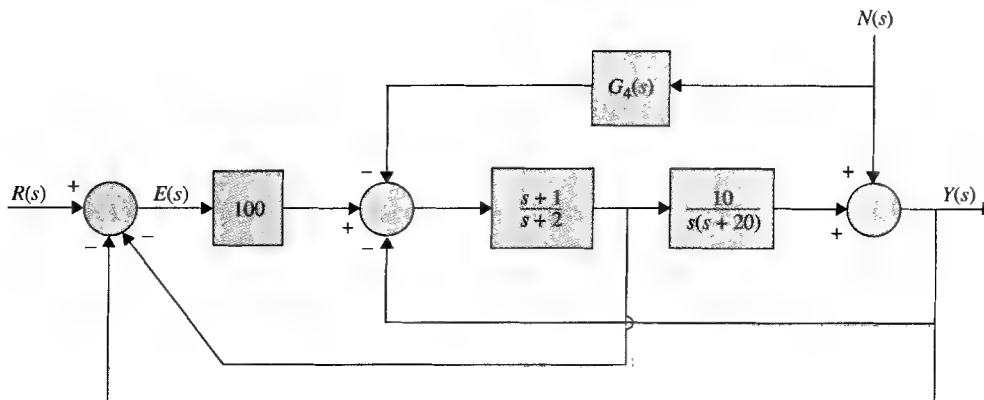 N(s)
G₄(s)
R(s)
+
−
−
E(s)
100
−
+
−
s + 1
s + 2
10
s(s + 20)
+
+
Y(s)